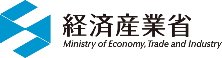 経済産業省
Ministry of Economy, Trade and Industry